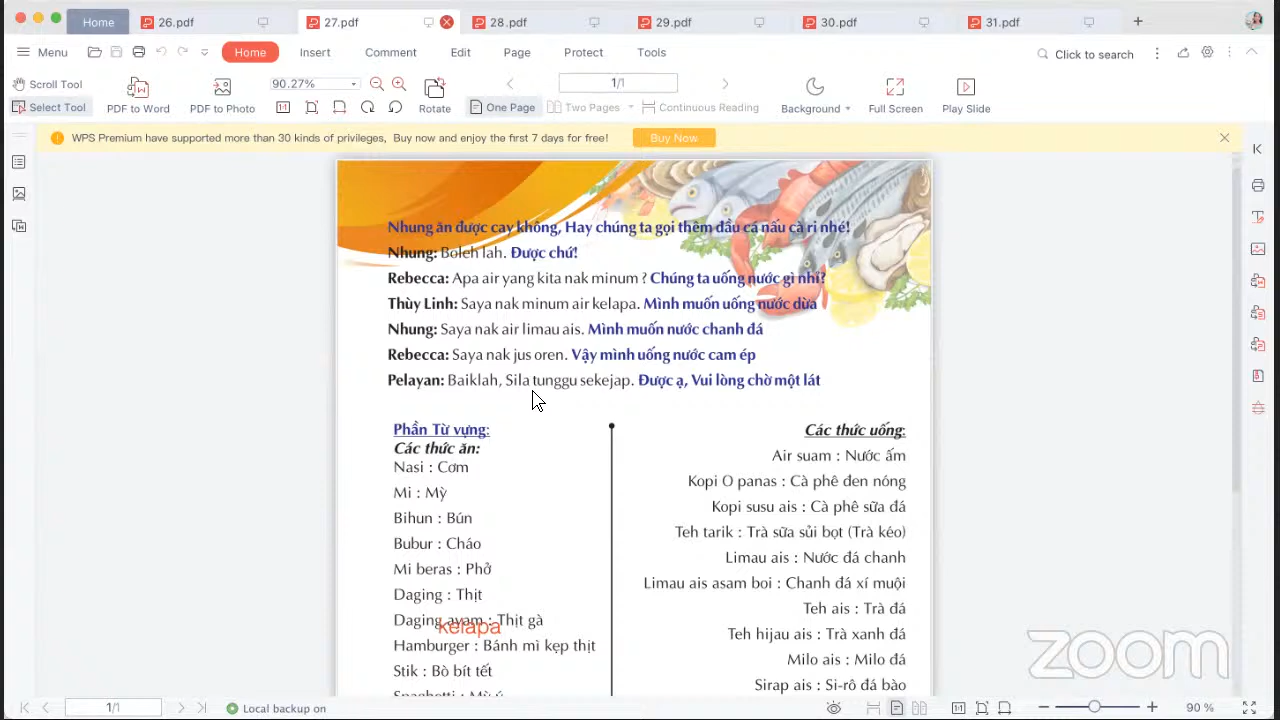 Home
26.pdf
27.pdf
28.pdf
29.pdf
30.pdf
31.pdf
Menu
Home
Insert
Comment
Edit
Page
Protect
Tools
Click to search
Scroll Tool
Select Tool
PDF to Word
PDF to Photo
90.27%
Rotate
1/1
One Page
Two Pages
Continuous Reading
Background
Full Screen
Play Slide
WPS Premium have supported more than 30 kinds of privileges, Buy now and enjoy the first 7 days for free!
Buy Now
Nhung ăn được cay không, Hay chúng ta gọi thêm đầu cá nấu cà ri nhé!
Nhung: Boleh lah. Được chứ!
Rebecca: Apa air yang kita nak minum ? Chúng ta uống nước gì nhỉ?
Thùy Linh: Saya nak minum air kelapa. Mình muốn uống nước dừa
Nhung: Saya nak air limau ais. Mình muốn nước chanh đá
Rebecca: Saya nak jus oren. Vậy mình uống nước cam ép
Pelayan: Baiklah, Sila tunggu sekejap. Được ạ, Vui lòng chờ một lát
Phần Từ vựng:
Các thức ăn:
Nasi : Cơm
Mi : Mỳ
Bihun : Bún
Bubur : Cháo
Mi beras : Phở
Daging : Thịt
Daging ayam : Thịt gà
kelapa
Hamburger : Bánh mì kẹp thịt
Stik : Bò bít tết
Spaghetti : Mỳ ý
Các thức uống:
Air suam : Nước ấm
Kopi O panas : Cà phê đen nóng
Kopi susu ais : Cà phê sữa đá
Teh tarik : Trà sữa sủi bọt (Trà kéo)
Limau ais : Nước đá chanh
Limau ais asam boi : Chanh đá xí muội
Teh ais : Trà đá
Teh hijau ais : Trà xanh đá
Milo ais : Milo đá
Sirap ais : Si-rô đá bào
zoom
1/1
Local backup on
90 %